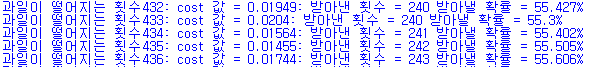 과일이 떨어지는 횟수432: cost 값 = 0.01949: 받아낸 횟수 = 240 받아낼 확률 = 55.427%
과일이 떨어지는 횟수433: cost 값 = 0.0204: 받아낸 횟수 = 240 받아낼 확률 = 55.3%
과일이 떨어지는 횟수434: cost 값 = 0.01564: 받아낸 횟수 = 241 받아낼 확률 = 55.402%
과일이 떨어지는 횟수435: cost 값 = 0.01455: 받아낸 횟수 = 242 받아낼 확률 = 55.505%
과일이 떨어지는 횟수436: cost 값 = 0.01744: 받아낸 횟수 = 243 받아낼 확률 = 55.606%